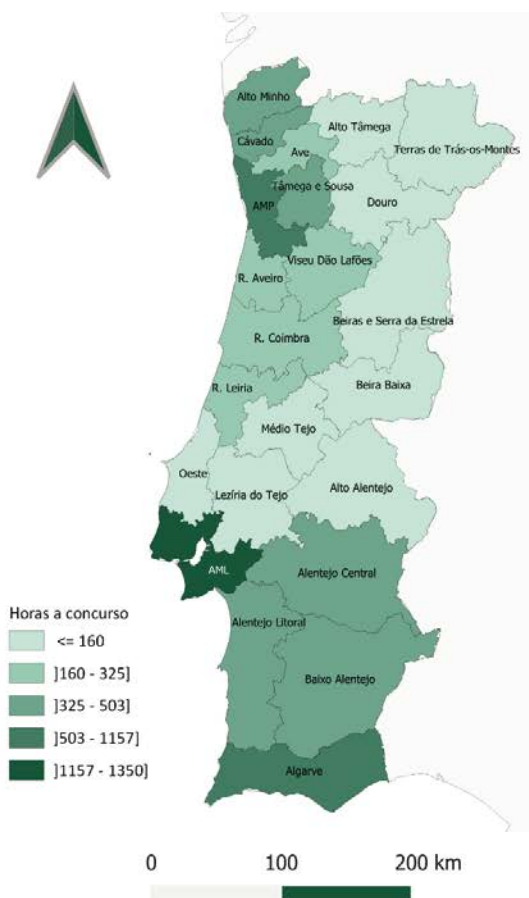 Alto Minho
Alto Tâmega
Cávado
Ave
Terras de Trás-os-Montes
Tâmega e Sousa
AMP
Douro
Viseu Dão Lafões
R. Aveiro
Beiras e Serra da Estrela
R. Coimbra
R. Leiria
Beira Baixa
Médio Tejo
Oeste
Alto Alentejo
Lezíria do Tejo
AML
Alentejo Central
Alentejo Litoral
Baixo Alentejo
Algarve
Horas a concurso
<= 160
]160 - 325]
]325 - 503]
]503 - 1157]
]1157 - 1350]
0 100 200 km